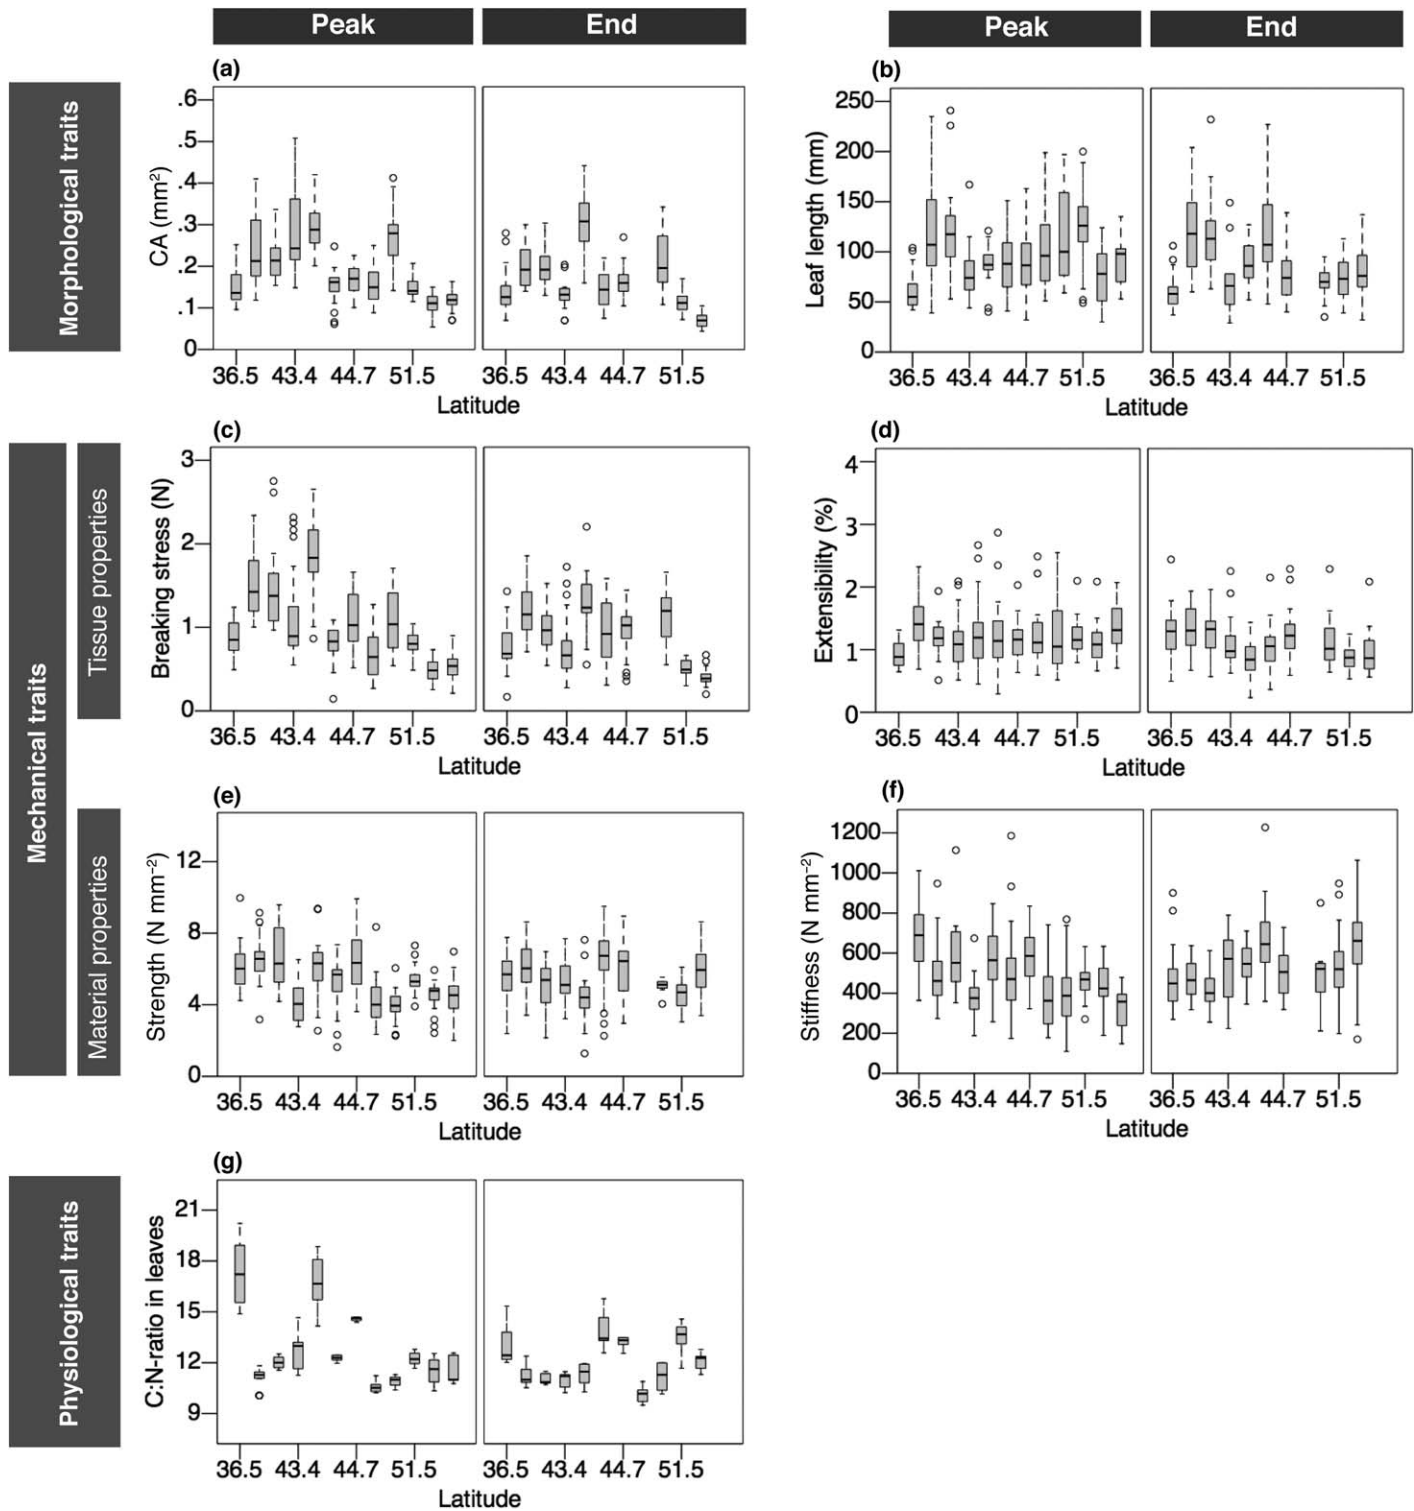 Peak End Peak End
(a) (b)
Morphological traits
CA (mm²)
.6
.5
.4
.3
.2
.1
0
36.5 43.4 44.7 51.5 36.5 43.4 44.7 51.5
Latitude
Leaf length (mm)
250
200
150
100
50
0
36.5 43.4 44.7 51.5 36.5 43.4 44.7 51.5
Latitude
(c) (d)
Mechanical traits
Tissue properties
Breaking stress (N)
3
2
1
0
36.5 43.4 44.7 51.5 36.5 43.4 44.7 51.5
Latitude
Extensibility (%)
4
3
2
1
0
36.5 43.4 44.7 51.5 36.5 43.4 44.7 51.5
Latitude
(e) (f)
Material properties
Strength (N mm⁻²)
12
8
4
0
36.5 43.4 44.7 51.5 36.5 43.4 44.7 51.5
Latitude
Stiffness (N mm⁻²)
1200
1000
800
600
400
200
0
36.5 43.4 44.7 51.5 36.5 43.4 44.7 51.5
Latitude
(g)
Physiological traits
C:N-ratio in leaves
21
18
15
12
9
36.5 43.4 44.7 51.5 36.5 43.4 44.7 51.5
Latitude